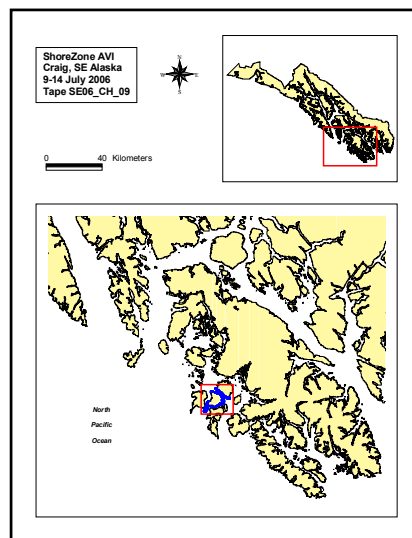 ShoreZone AVI
Craig, SE Alaska
9-14 July 2006
Tape SE06_CH_09
N
W E
S
0 40 Kilometers
North
Pacific
Ocean